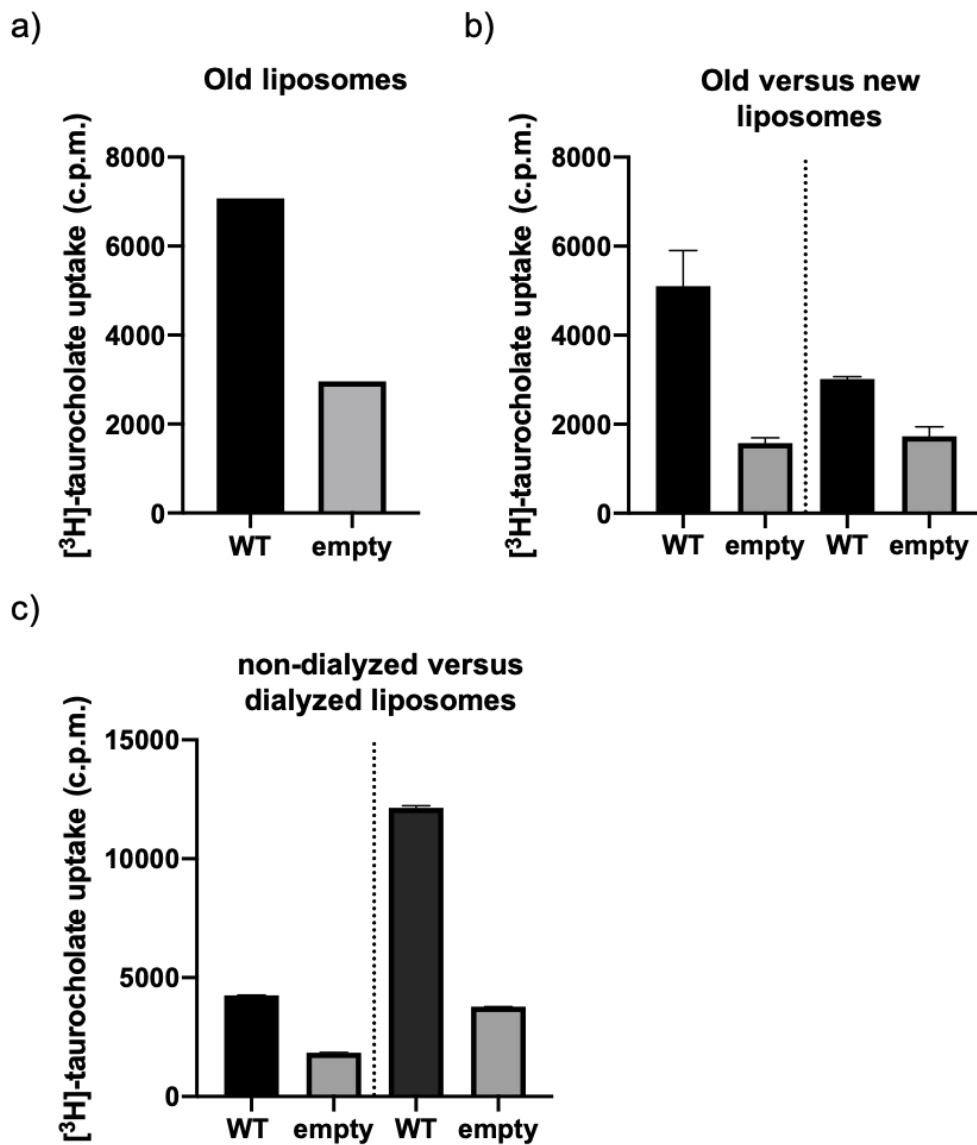 a)
Old liposomes
[³H]-taurocholate uptake (c.p.m.)
8000
6000
4000
2000
0
WT empty
b)
Old versus new
liposomes
[³H]-taurocholate uptake (c.p.m.)
8000
6000
4000
2000
0
WT empty WT empty
c)
non-dialyzed versus
dialyzed liposomes
[³H]-taurocholate uptake (c.p.m.)
15000
10000
5000
0
WT empty WT empty